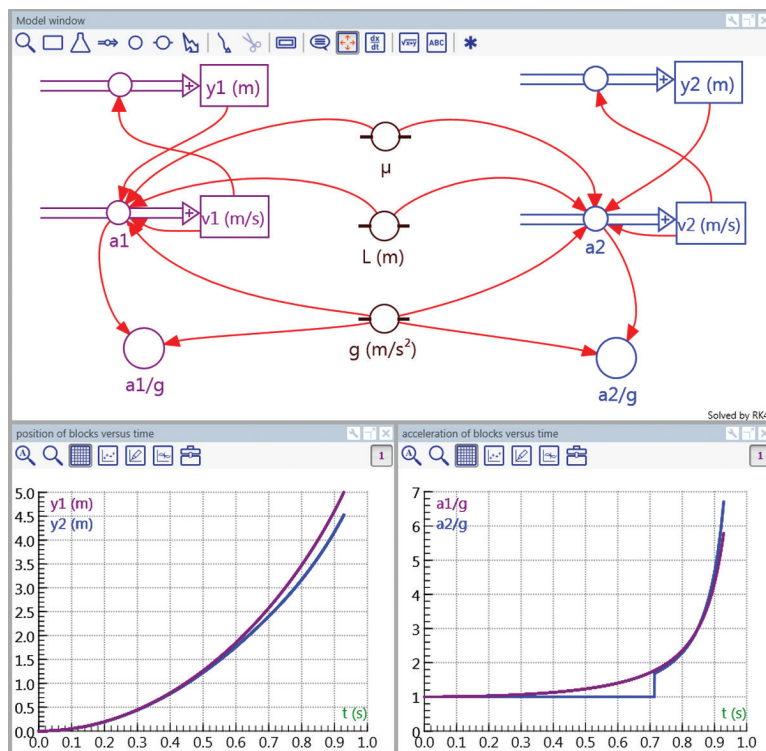 Model window
dx
dt
√x+y
ABC
y1 (m)
y2 (m)
μ
v1 (m/s)
v2 (m/s)
a1
a2
L (m)
g (m/s²)
a1/g
a2/g
Solved by RK4
position of blocks versus time
1
5.0
4.5
4.0
3.5
3.0
2.5
2.0
1.5
1.0
0.5
0.0
y1 (m)
y2 (m)
t (s)
0.0 0.1 0.2 0.3 0.4 0.5 0.6 0.7 0.8 0.9 1.0
acceleration of blocks versus time
1
7
6
5
4
3
2
1
0
a1/g
a2/g
t (s)
0.0 0.1 0.2 0.3 0.4 0.5 0.6 0.7 0.8 0.9 1.0